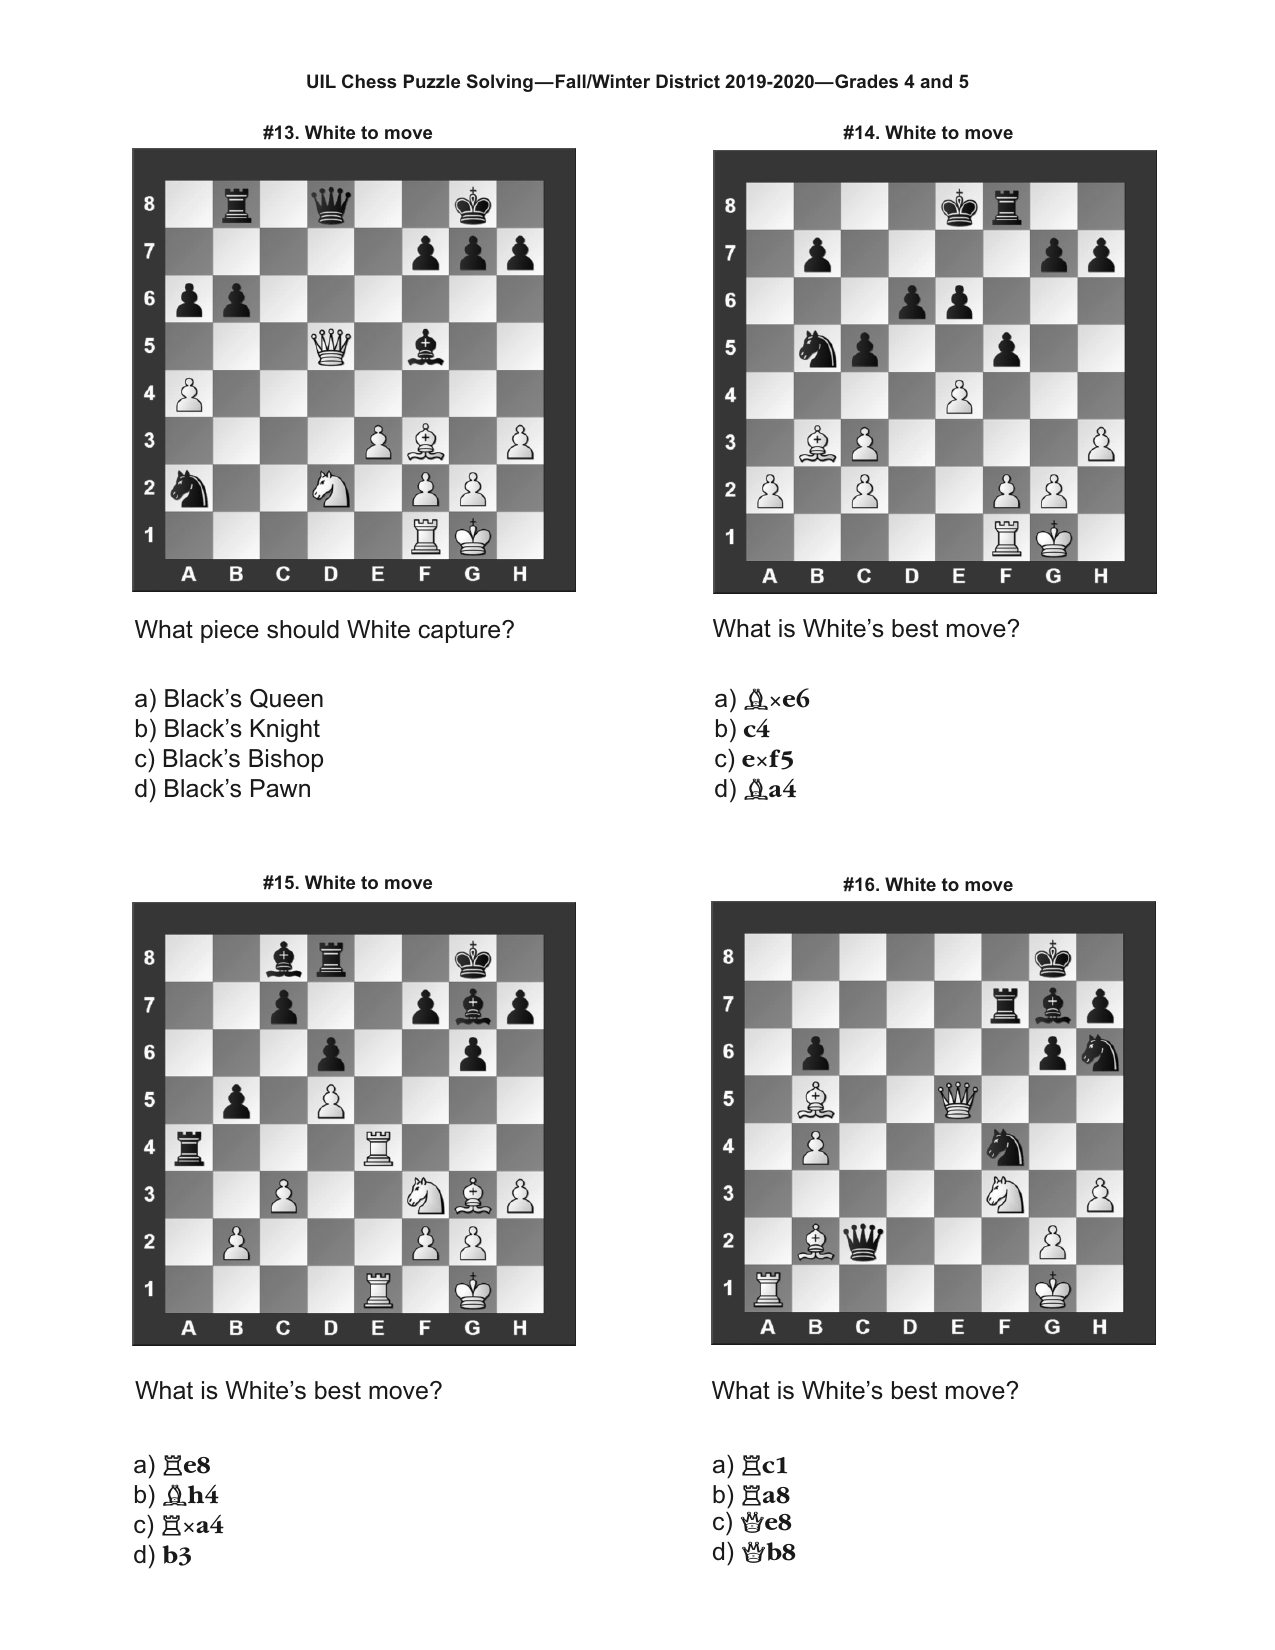 UIL Chess Puzzle Solving—Fall/Winter District 2019-2020—Grades 4 and 5
#13. White to move
8
7
6
5
4
3
2
1
A B C D E F G H
What piece should White capture?
a) Black’s Queen
b) Black’s Knight
c) Black’s Bishop
d) Black’s Pawn
#14. White to move
8
7
6
5
4
3
2
1
A B C D E F G H
What is White’s best move?
a) ♗×e6
b) c4
c) e×f5
d) ♗a4
#15. White to move
8
7
6
5
4
3
2
1
A B C D E F G H
What is White’s best move?
a) ♖e8
b) ♗h4
c) ♖×a4
d) b3
#16. White to move
8
7
6
5
4
3
2
1
A B C D E F G H
What is White’s best move?
a) ♖c1
b) ♖a8
c) ♕e8
d) ♕b8